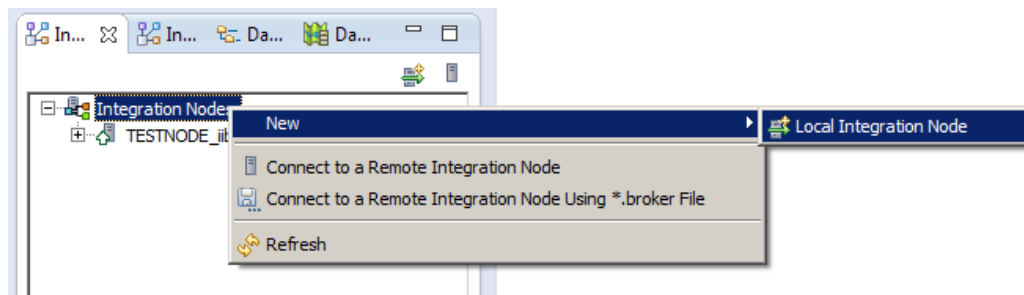 In... In... Da... Da...
Integration Nodes
New
Local Integration Node
TESTNODE_iib
Connect to a Remote Integration Node
Connect to a Remote Integration Node Using *.broker File
Refresh